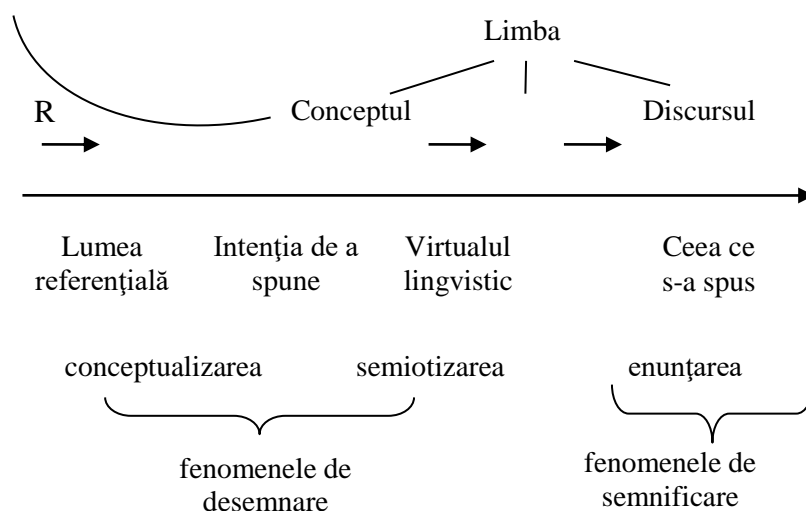 Limba
R Conceptul Discursul
Lumea Intenţia de a Virtualul Ceea ce
referenţială spune lingvistic s-a spus
conceptualizarea semiotizarea enunţarea
fenomenele de fenomenele de
desemnare semnificare